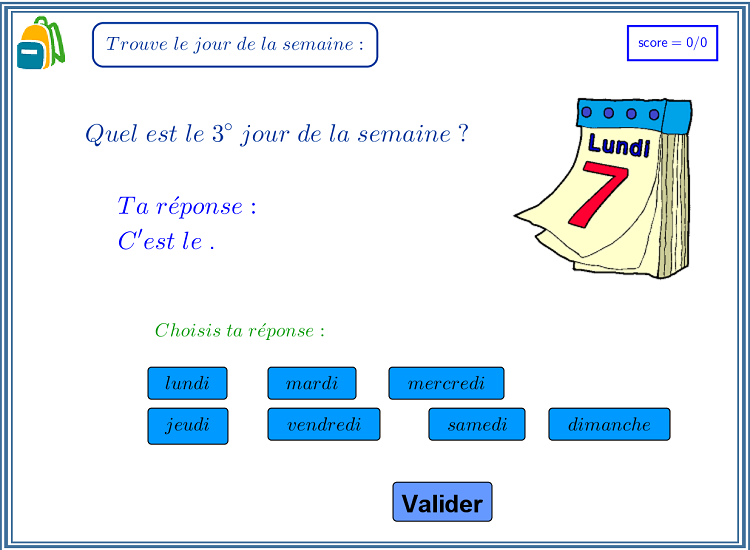 Trouve le jour de la semaine :
score = 0/0
Quel est le 3° jour de la semaine ?
Lundi
7
Ta réponse :
C'est le .
Choisis ta réponse :
lundi mardi mercredi
jeudi vendredi samedi dimanche
Valider